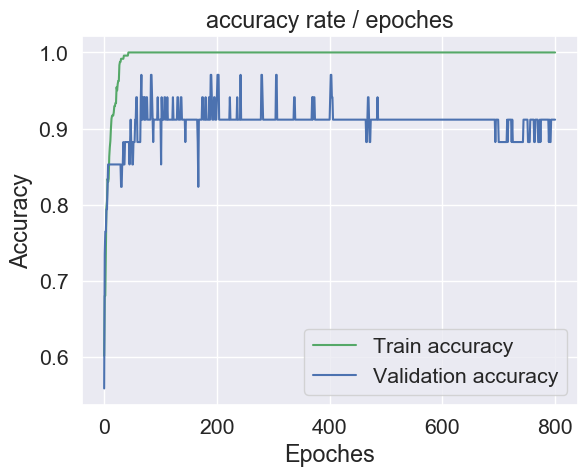 accuracy rate / epoches
1.0
0.9
0.8
0.7
0.6
Accuracy
Train accuracy
Validation accuracy
0
200
400
600
800
Epoches